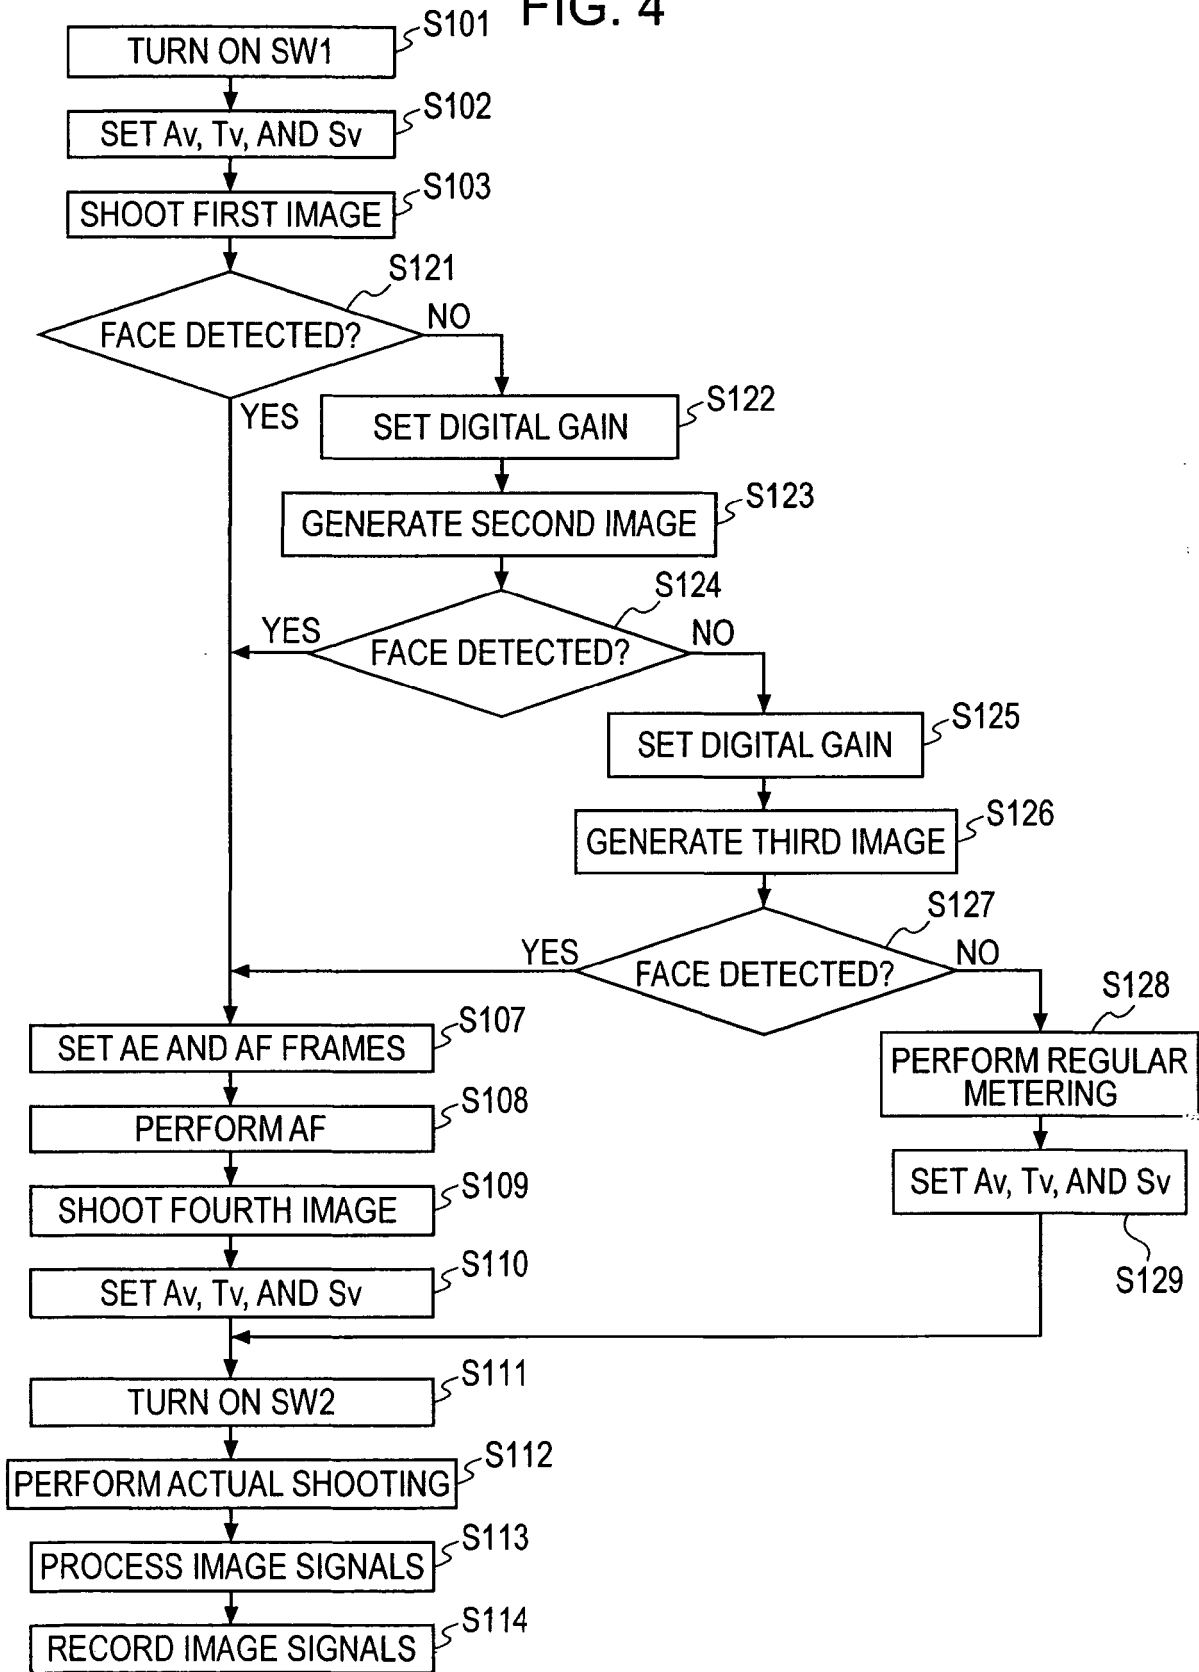 FIG. 4
S101
TURN ON SW1
S102
SET Av, Tv, AND Sv
S103
SHOOT FIRST IMAGE
S121
FACE DETECTED?
NO
YES
S122
SET DIGITAL GAIN
S123
GENERATE SECOND IMAGE
S124
YES
FACE DETECTED?
NO
S125
SET DIGITAL GAIN
S126
GENERATE THIRD IMAGE
S127
YES
FACE DETECTED?
NO
S128
PERFORM REGULAR
METERING
SET Av, Tv, AND Sv
S129
S107
SET AE AND AF FRAMES
S108
PERFORM AF
S109
SHOOT FOURTH IMAGE
S110
SET Av, Tv, AND Sv
S111
TURN ON SW2
S112
PERFORM ACTUAL SHOOTING
S113
PROCESS IMAGE SIGNALS
S114
RECORD IMAGE SIGNALS